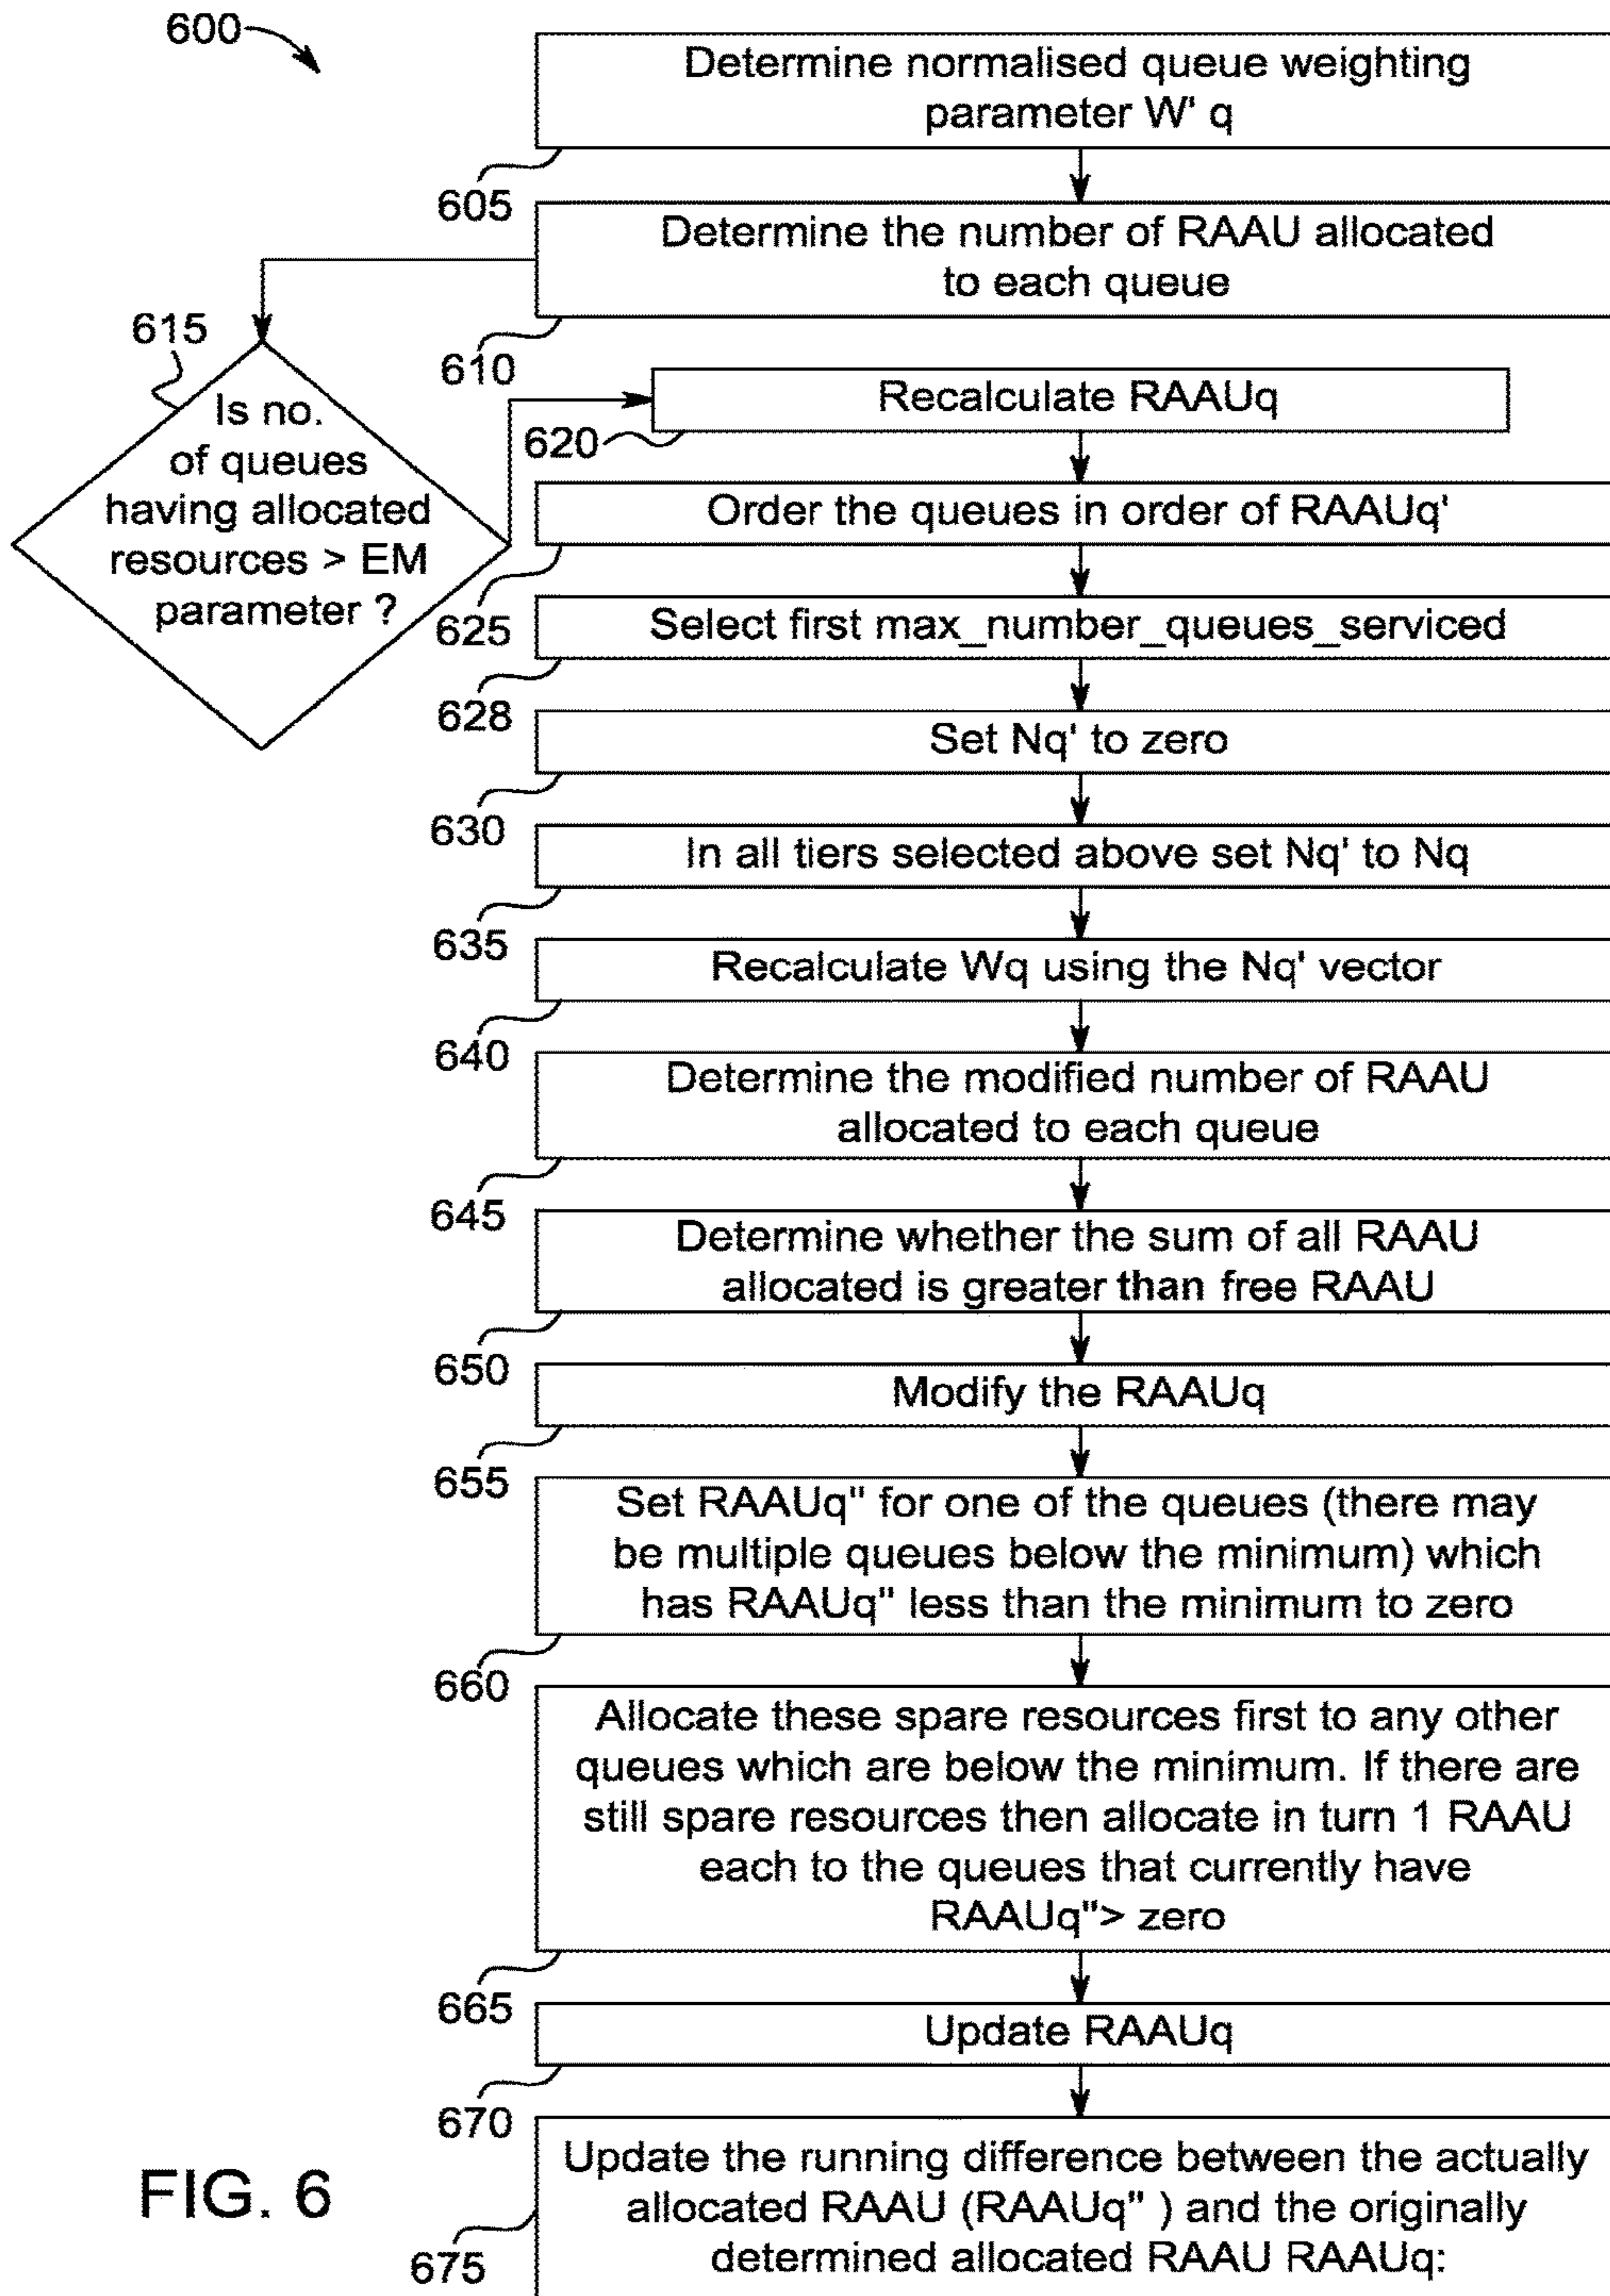 600
Determine normalised queue weighting
parameter W' q
605
Determine the number of RAAU allocated
to each queue
610
615
Is no.
of queues
having allocated
resources > EM
parameter ?
Recalculate RAAUq
620
Order the queues in order of RAAUq'
625
Select first max_number_queues_serviced
628
Set Nq' to zero
630
In all tiers selected above set Nq' to Nq
635
Recalculate Wq using the Nq' vector
640
Determine the modified number of RAAU
allocated to each queue
645
Determine whether the sum of all RAAU
allocated is greater than free RAAU
650
Modify the RAAUq
655
Set RAAUq" for one of the queues (there may
be multiple queues below the minimum) which
has RAAUq" less than the minimum to zero
660
Allocate these spare resources first to any other
queues which are below the minimum. If there are
still spare resources then allocate in turn 1 RAAU
each to the queues that currently have
RAAUq"> zero
665
Update RAAUq
670
Update the running difference between the actually
allocated RAAU (RAAUq" ) and the originally
determined allocated RAAU RAAUq:
675
FIG. 6